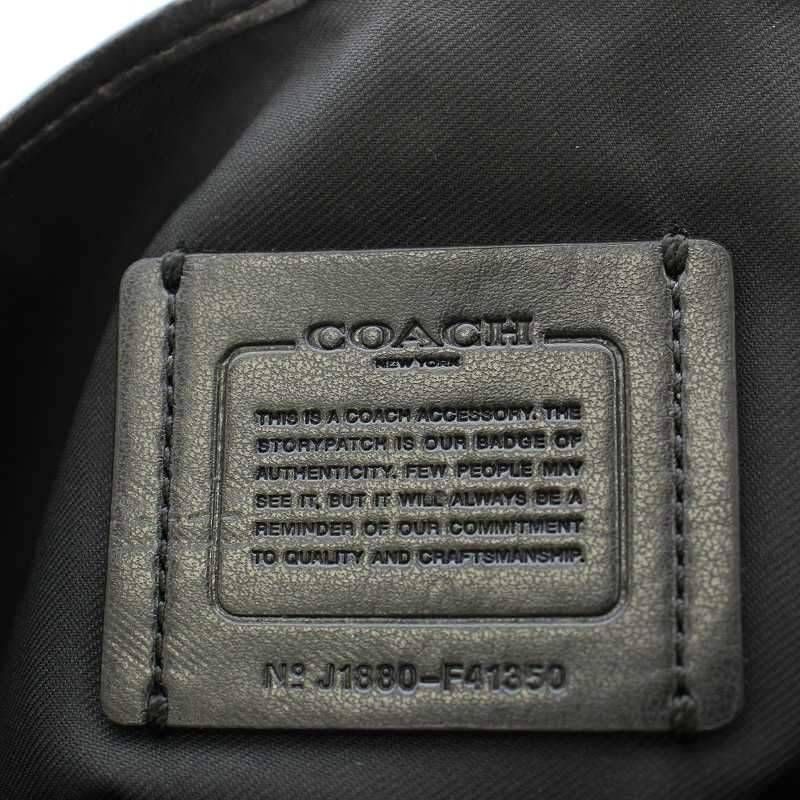 COACH
NEW YORK
THIS IS A COACH ACCESSORY. THE
STORYPATCH IS OUR BADGE OF
AUTHENTICITY. FEW PEOPLE MAY
SEE IT, BUT IT WILL ALWAYS BE A
REMINDER OF OUR COMMITMENT
TO QUALITY AND CRAFTSMANSHIP.
Nº J1880-F41350